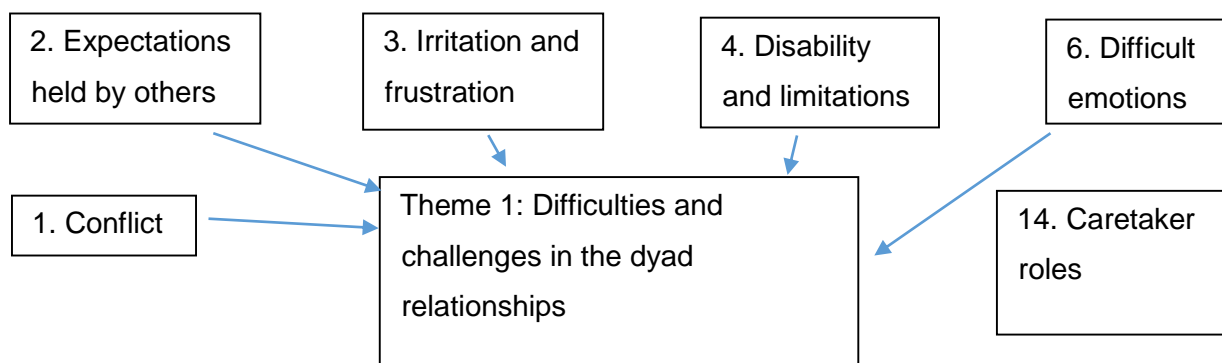 2. Expectations
held by others
3. Irritation and
frustration
4. Disability
and limitations
6. Difficult
emotions
1. Conflict
Theme 1: Difficulties and
challenges in the dyad
relationships
14. Caretaker
roles